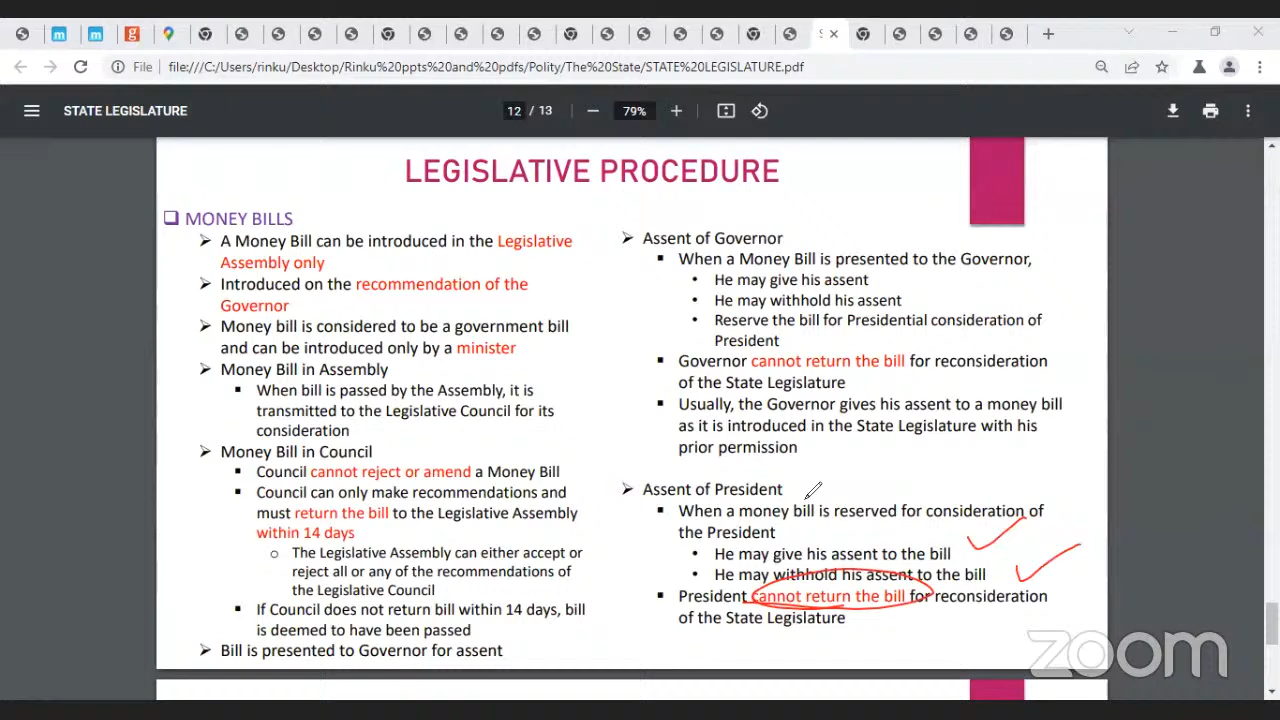 File
file:///C:/Users/rinku/Desktop/Rinku%20ppts%20and%20pdfs/Polity/The%20State/STATE%20LEGISLATURE.pdf
STATE LEGISLATURE
12 / 13
79%
LEGISLATIVE PROCEDURE
MONEY BILLS
A Money Bill can be introduced in the Legislative
Assembly only
Introduced on the recommendation of the
Governor
Money bill is considered to be a government bill
and can be introduced only by a minister
Money Bill in Assembly
When bill is passed by the Assembly, it is
transmitted to the Legislative Council for its
consideration
Money Bill in Council
Council cannot reject or amend a Money Bill
Council can only make recommendations and
must return the bill to the Legislative Assembly
within 14 days
The Legislative Assembly can either accept or
reject all or any of the recommendations of
the Legislative Council
If Council does not return bill within 14 days, bill
is deemed to have been passed
Bill is presented to Governor for assent
Assent of Governor
When a Money Bill is presented to the Governor,
He may give his assent
He may withhold his assent
Reserve the bill for Presidential consideration of
President
Governor cannot return the bill for reconsideration
of the State Legislature
Usually, the Governor gives his assent to a money bill
as it is introduced in the State Legislature with his
prior permission
Assent of President
When a money bill is reserved for consideration of
the President
He may give his assent to the bill
He may withhold his assent to the bill
President cannot return the bill for reconsideration
of the State Legislature
zoom